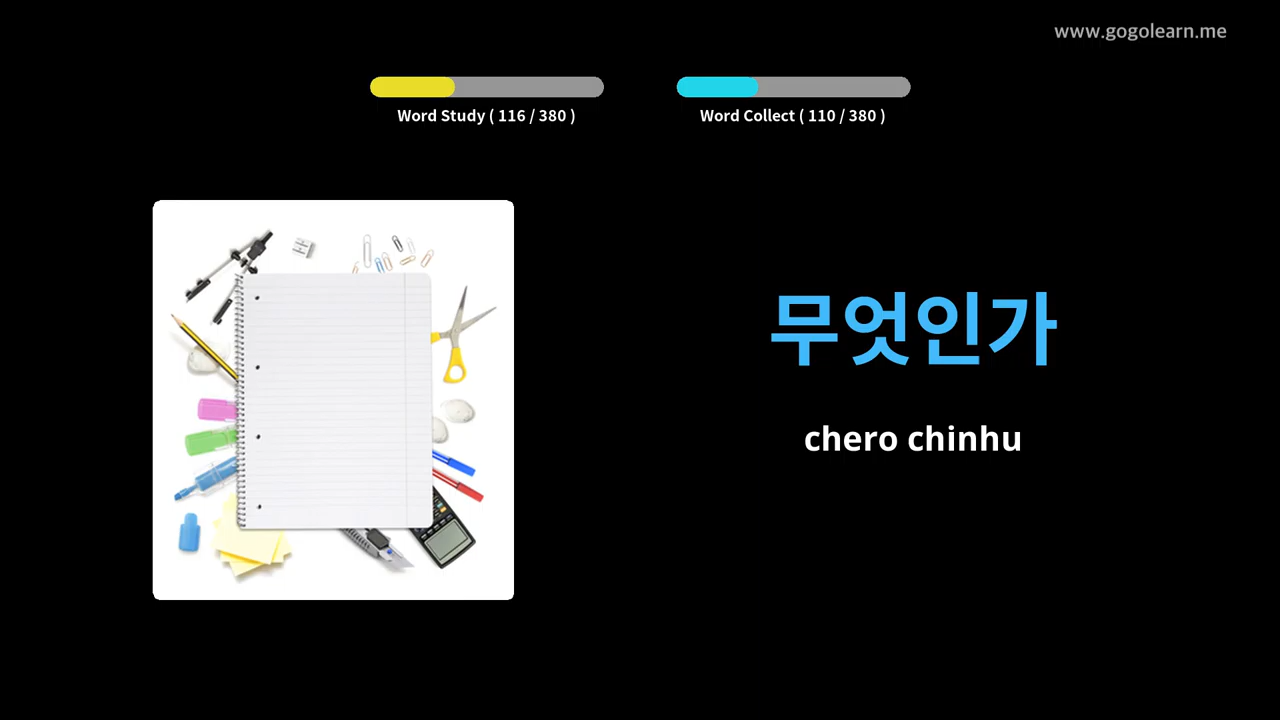 www.gogolearn.me
Word Study ( 116 / 380 )
Word Collect ( 110 / 380 )
무엇인가
chero chinhu